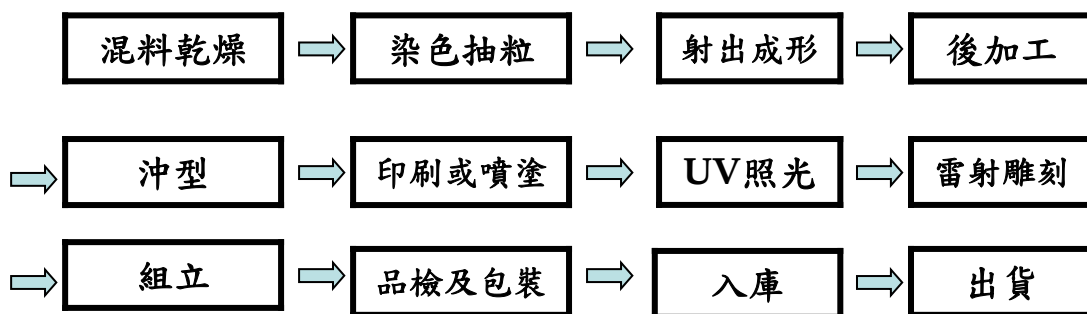 混料乾燥 染色抽粒 射出成形 後加工
沖型 印刷或噴塗 UV照光 雷射雕刻
組立 品檢及包裝 入庫 出貨